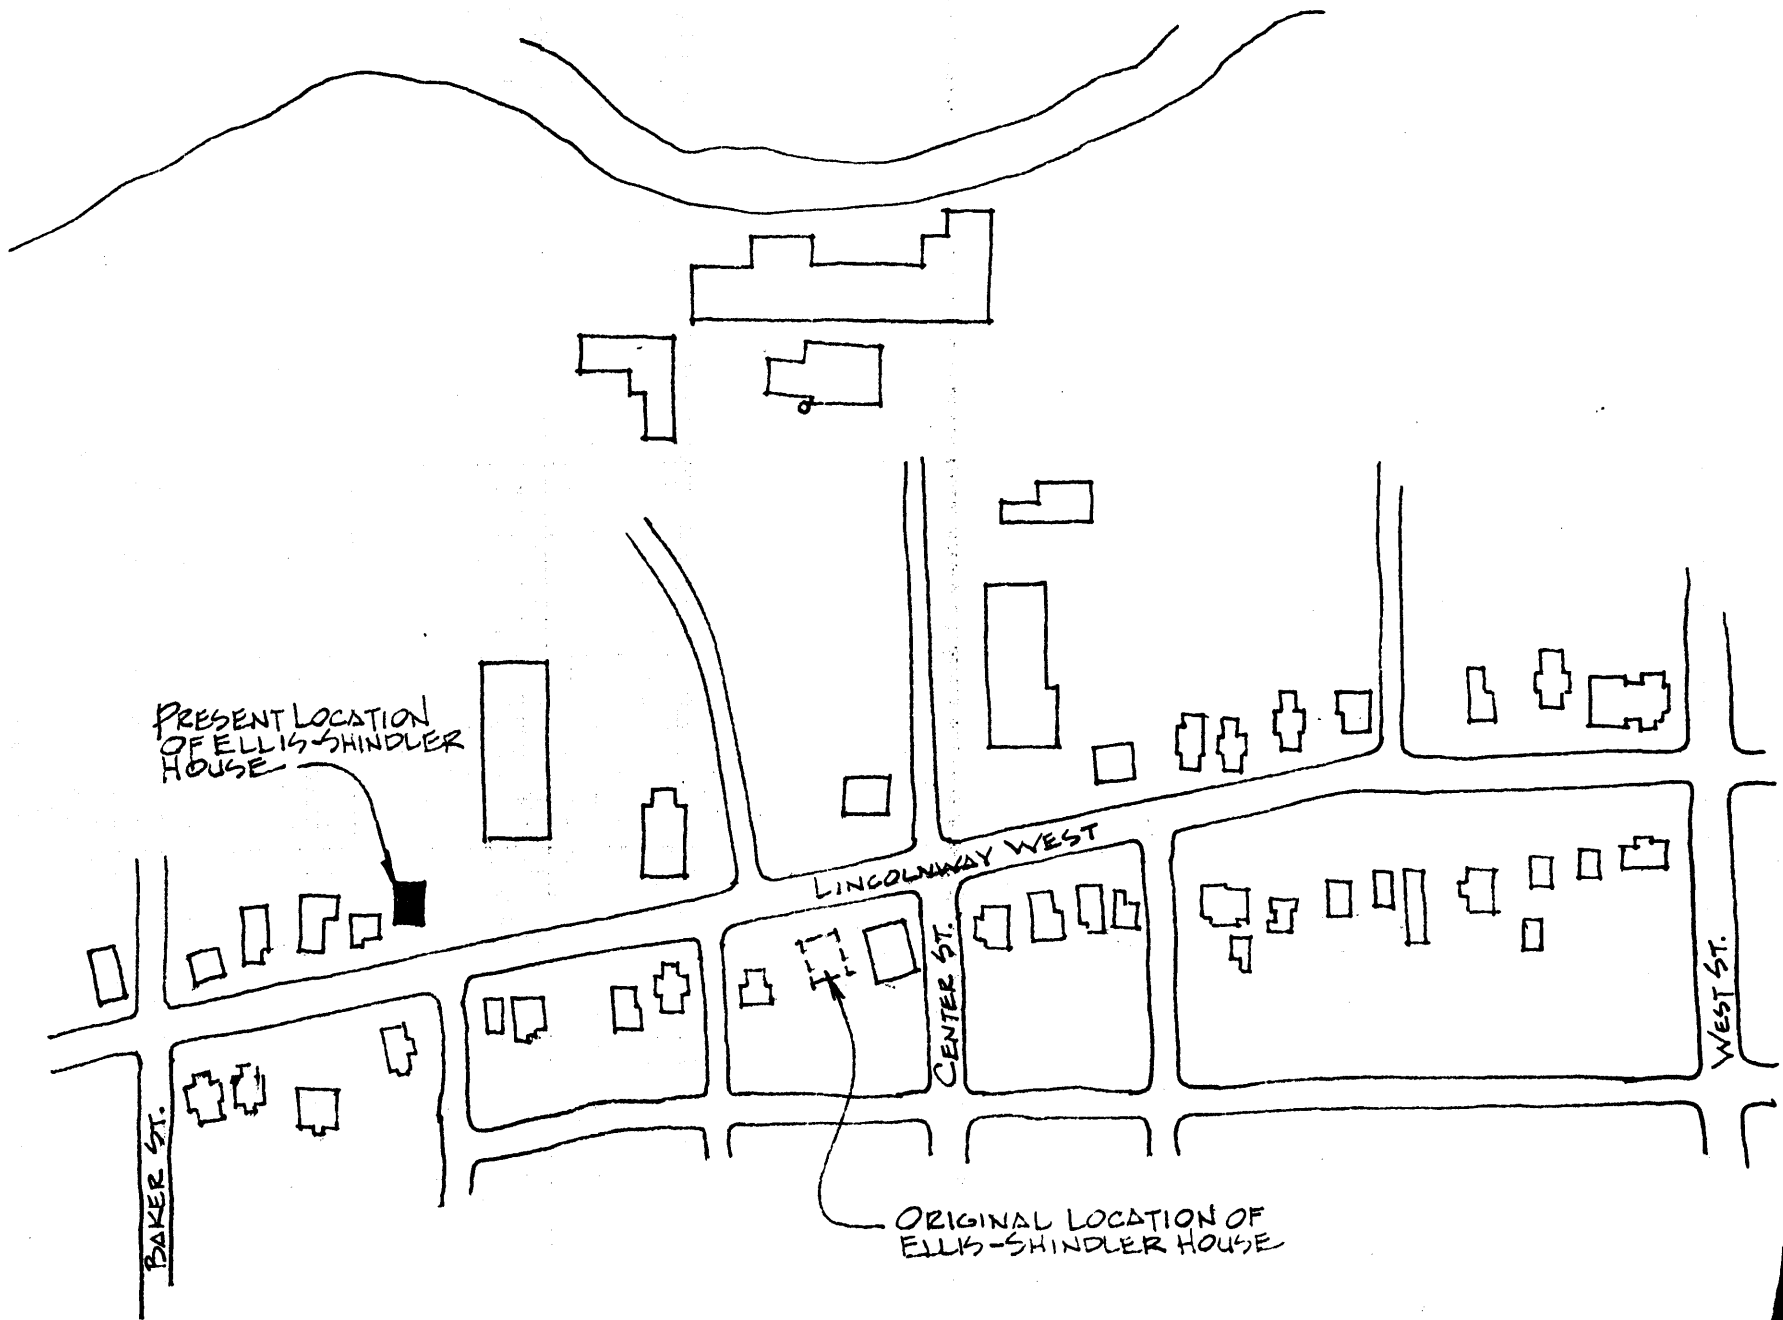 PRESENT LOCATION
OF ELLIS-SHINDLER
HOUSE
LINCOLNWAY WEST
CENTER ST.
WEST ST.
BAKER ST.
ORIGINAL LOCATION OF
ELLIS-SHINDLER HOUSE